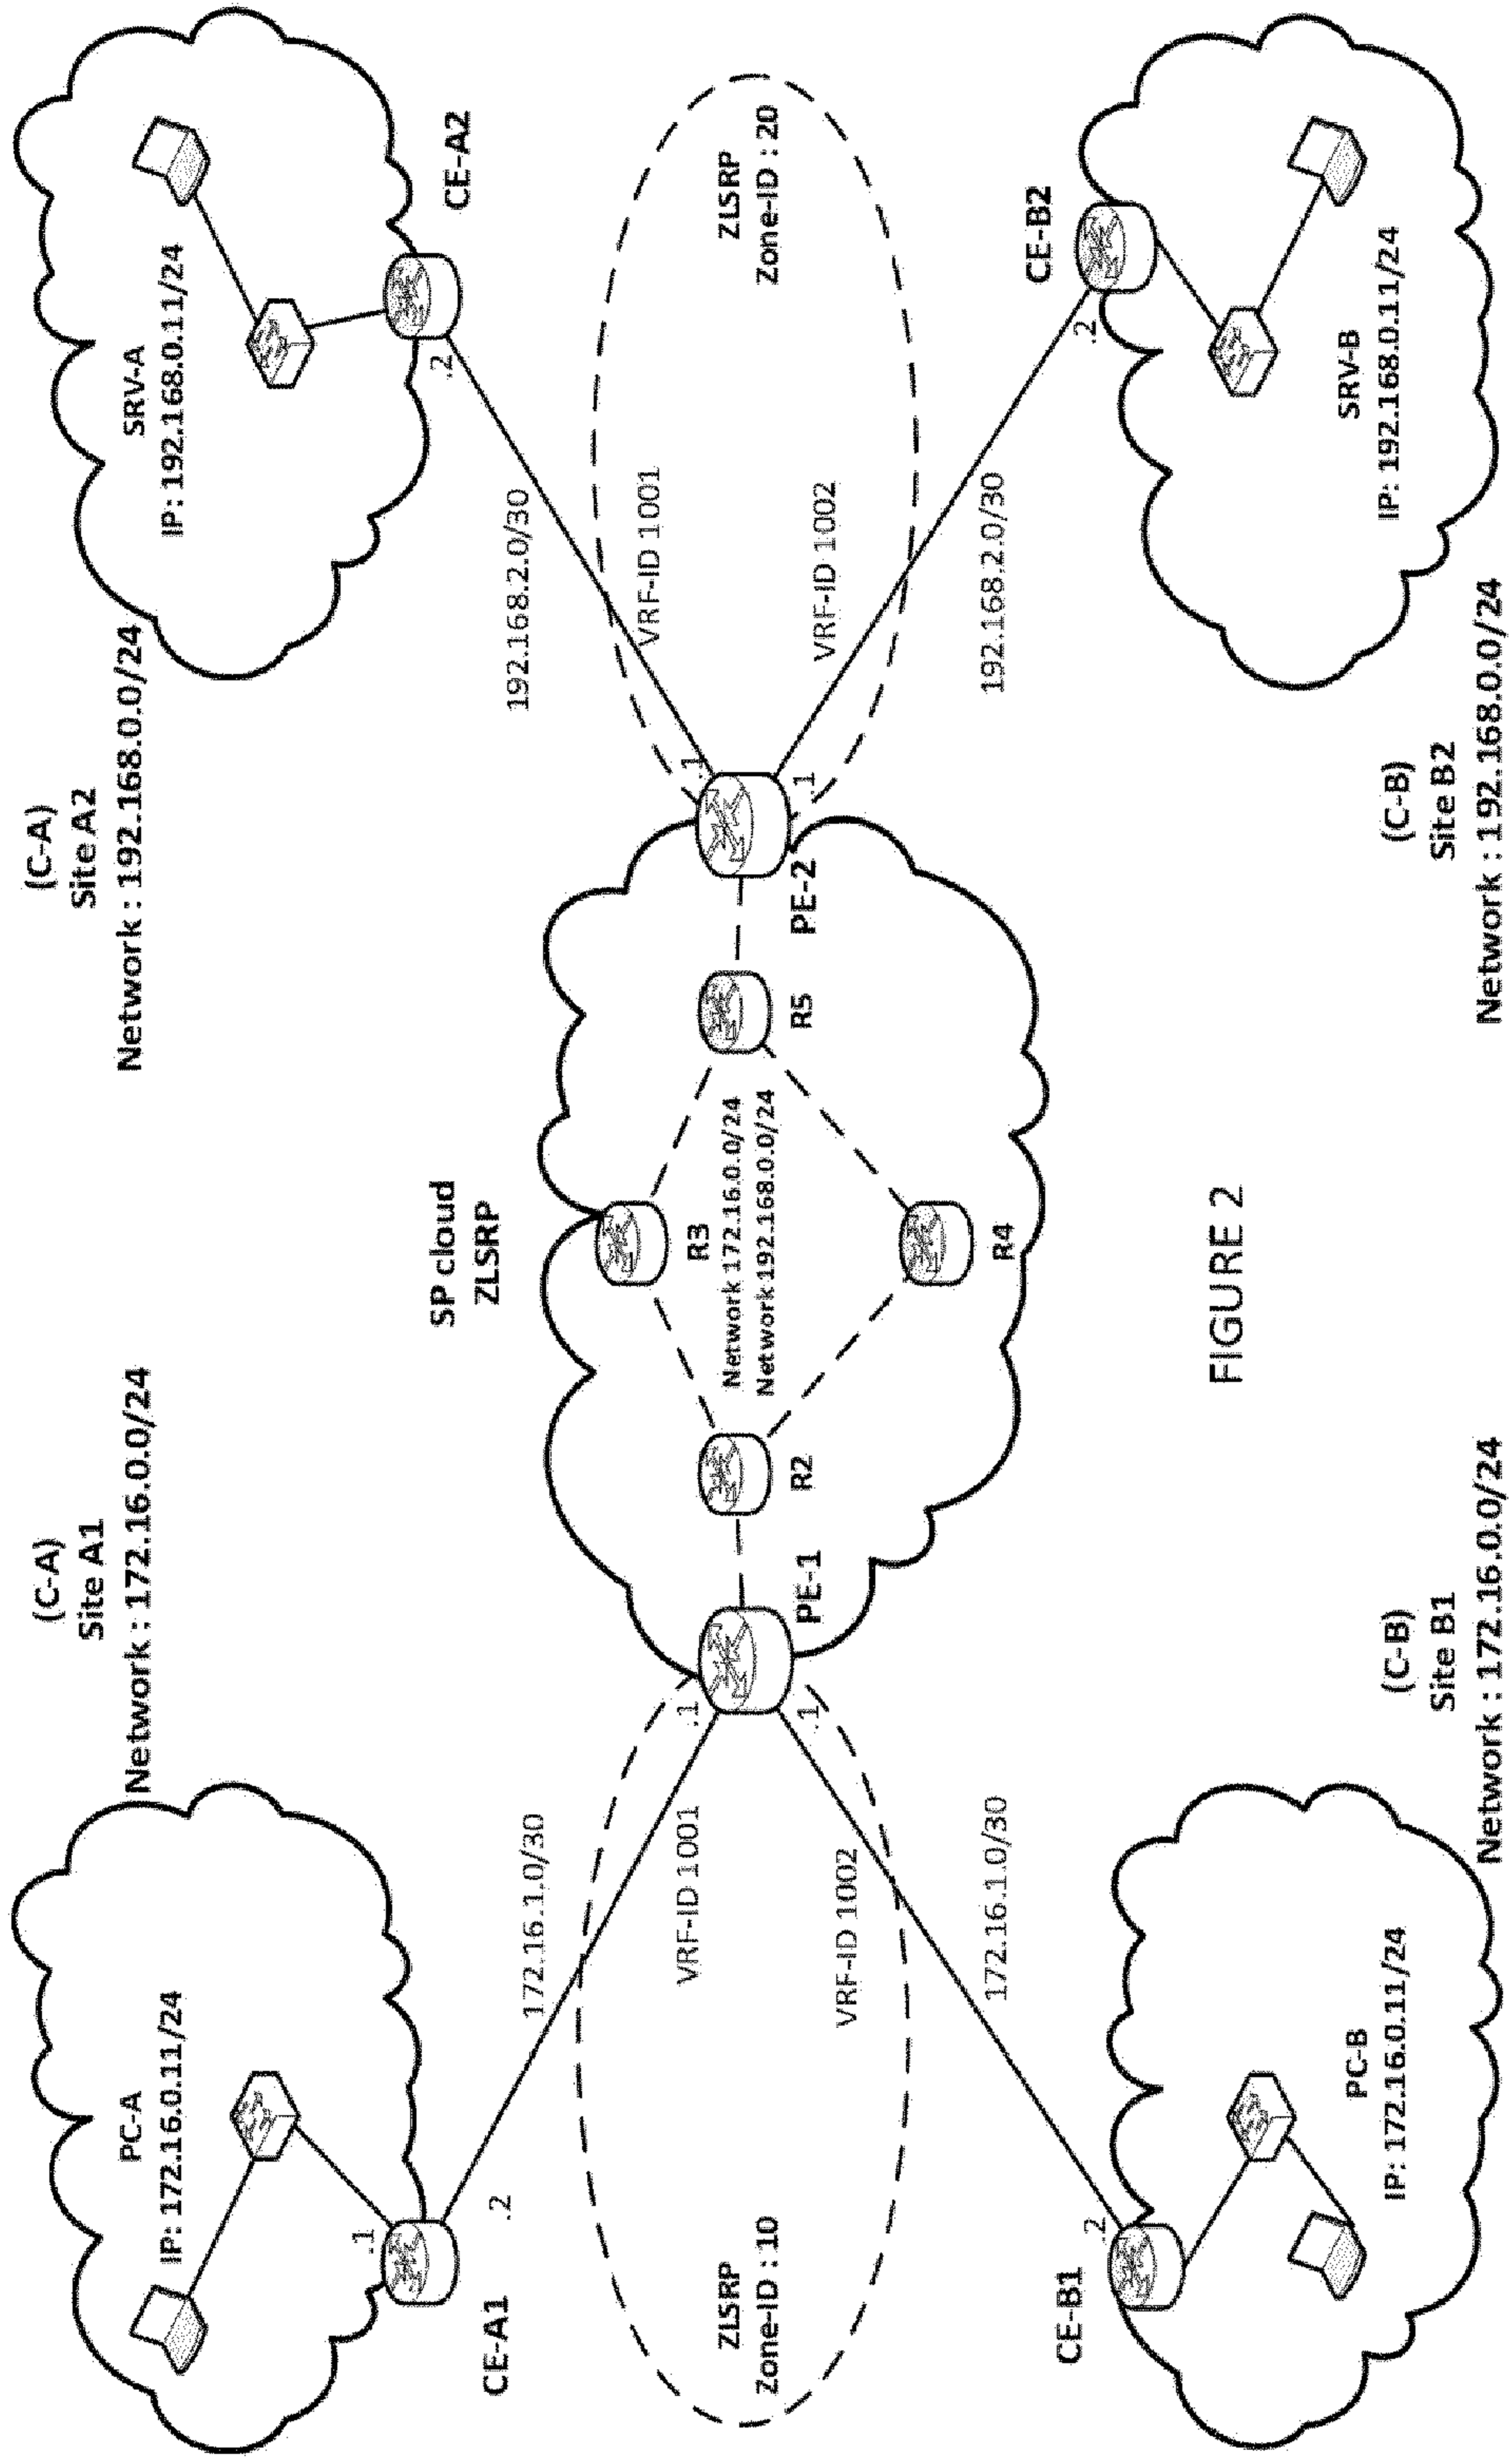 (C-A)
Site A1
Network : 172.16.0.0/24
(C-A)
Site A2
Network : 192.168.0.0/24
PC-A
IP: 172.16.0.11/24
.1
CE-A1
.2
172.16.1.0/30
VRF-ID 1001
.1
SRV-A
IP: 192.168.0.11/24
CE-A2
.2
192.168.2.0/30
VRF-ID 1001
.1
SP cloud
ZLSRP
R3
Network 172.16.0.0/24
Network 192.168.0.0/24
PE-1
R2
R5
PE-2
R4
ZLSRP
Zone-ID : 10
ZLSRP
Zone-ID : 20
VRF-ID 1002
.1
172.16.1.0/30
CE-B1
.2
VRF-ID 1002
.1
192.168.2.0/30
CE-B2
.2
PC-B
IP: 172.16.0.11/24
SRV-B
IP: 192.168.0.11/24
(C-B)
Site B1
Network : 172.16.0.0/24
(C-B)
Site B2
Network : 192.168.0.0/24
FIGURE 2